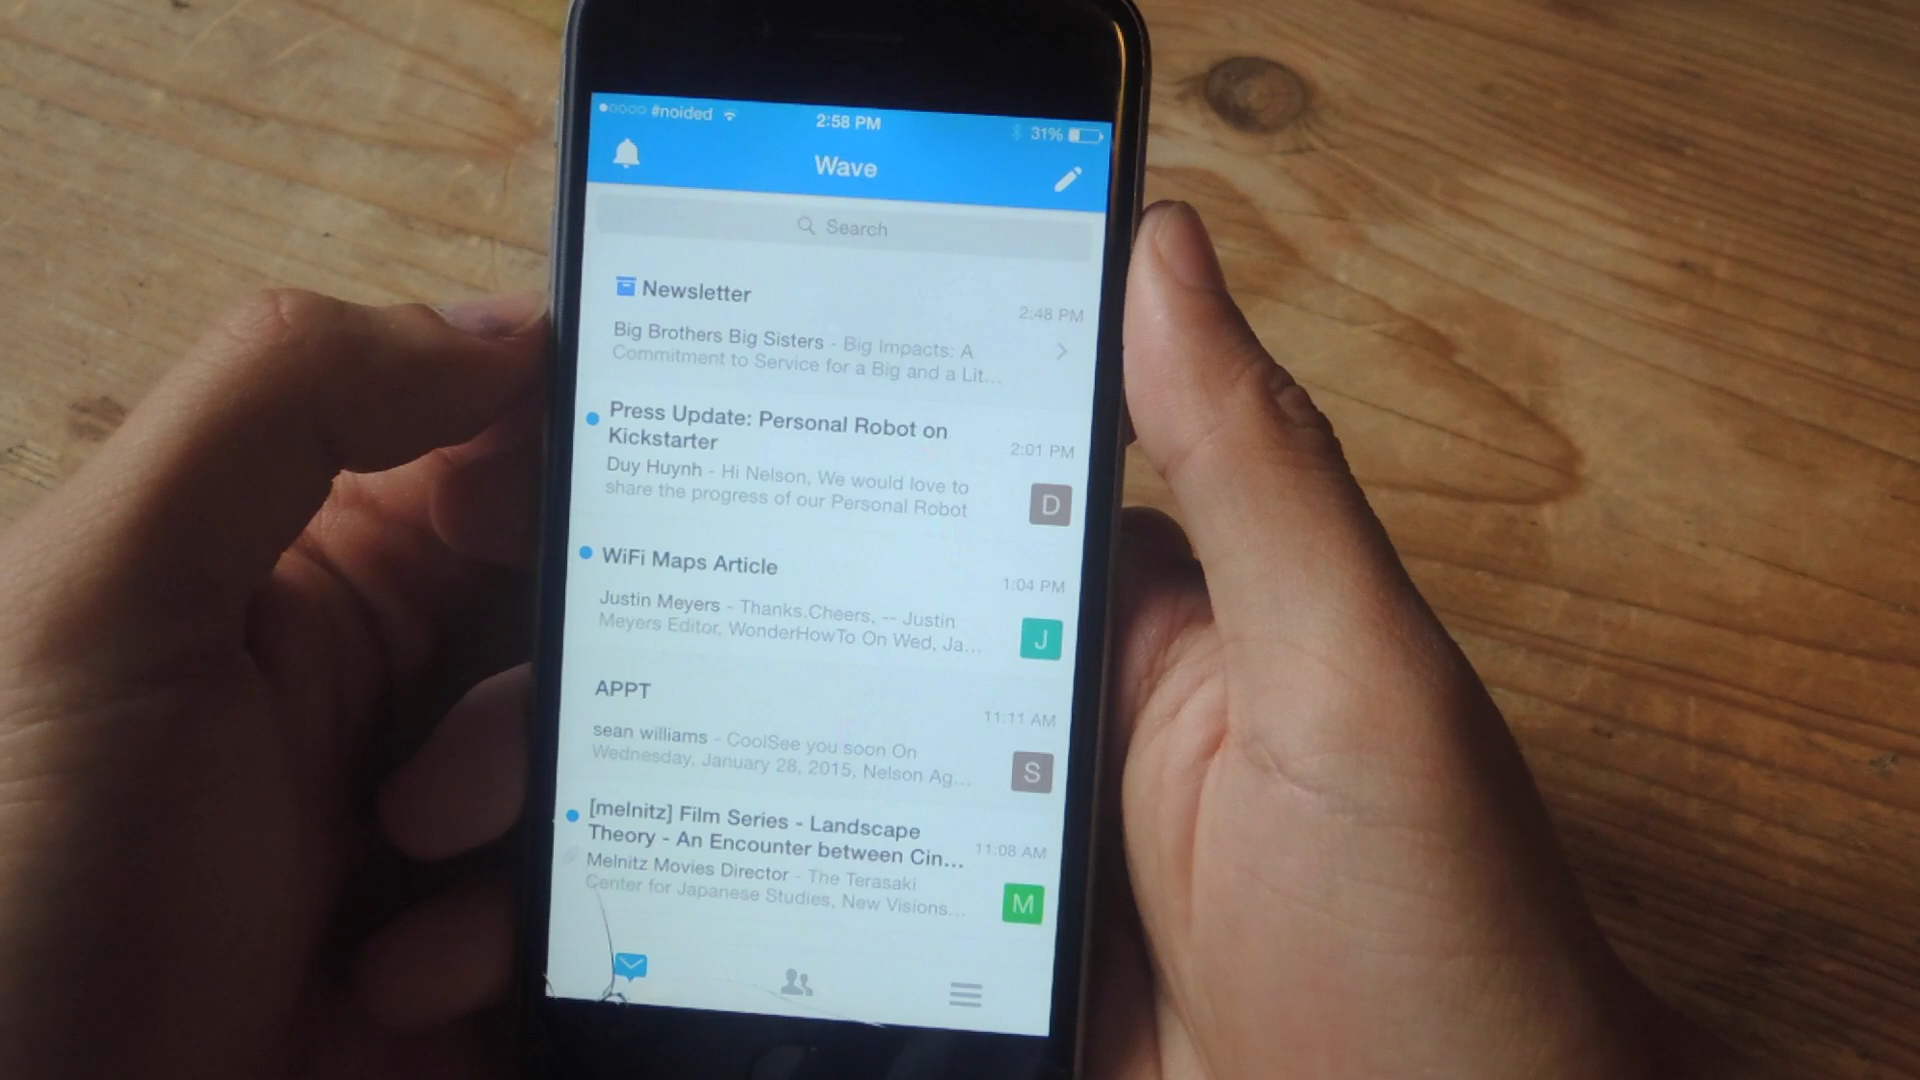 #noided
2:58 PM
31%
Wave
Search
Newsletter
2:48 PM
Big Brothers Big Sisters - Big Impacts: A
Commitment to Service for a Big and a Lit...
Press Update: Personal Robot on
Kickstarter
2:01 PM
Duy Huynh - Hi Nelson, We would love to
share the progress of our Personal Robot
D
WiFi Maps Article
1:04 PM
Justin Meyers - Thanks.Cheers, -- Justin
Meyers Editor, WonderHowTo On Wed, Ja...
J
APPT
11:11 AM
sean williams - CoolSee you soon On
Wednesday, January 28, 2015, Nelson Ag...
S
[melnitz] Film Series - Landscape
Theory - An Encounter between Cin...
11:08 AM
Melnitz Movies Director - The Terasaki
Center for Japanese Studies, New Visions...
M